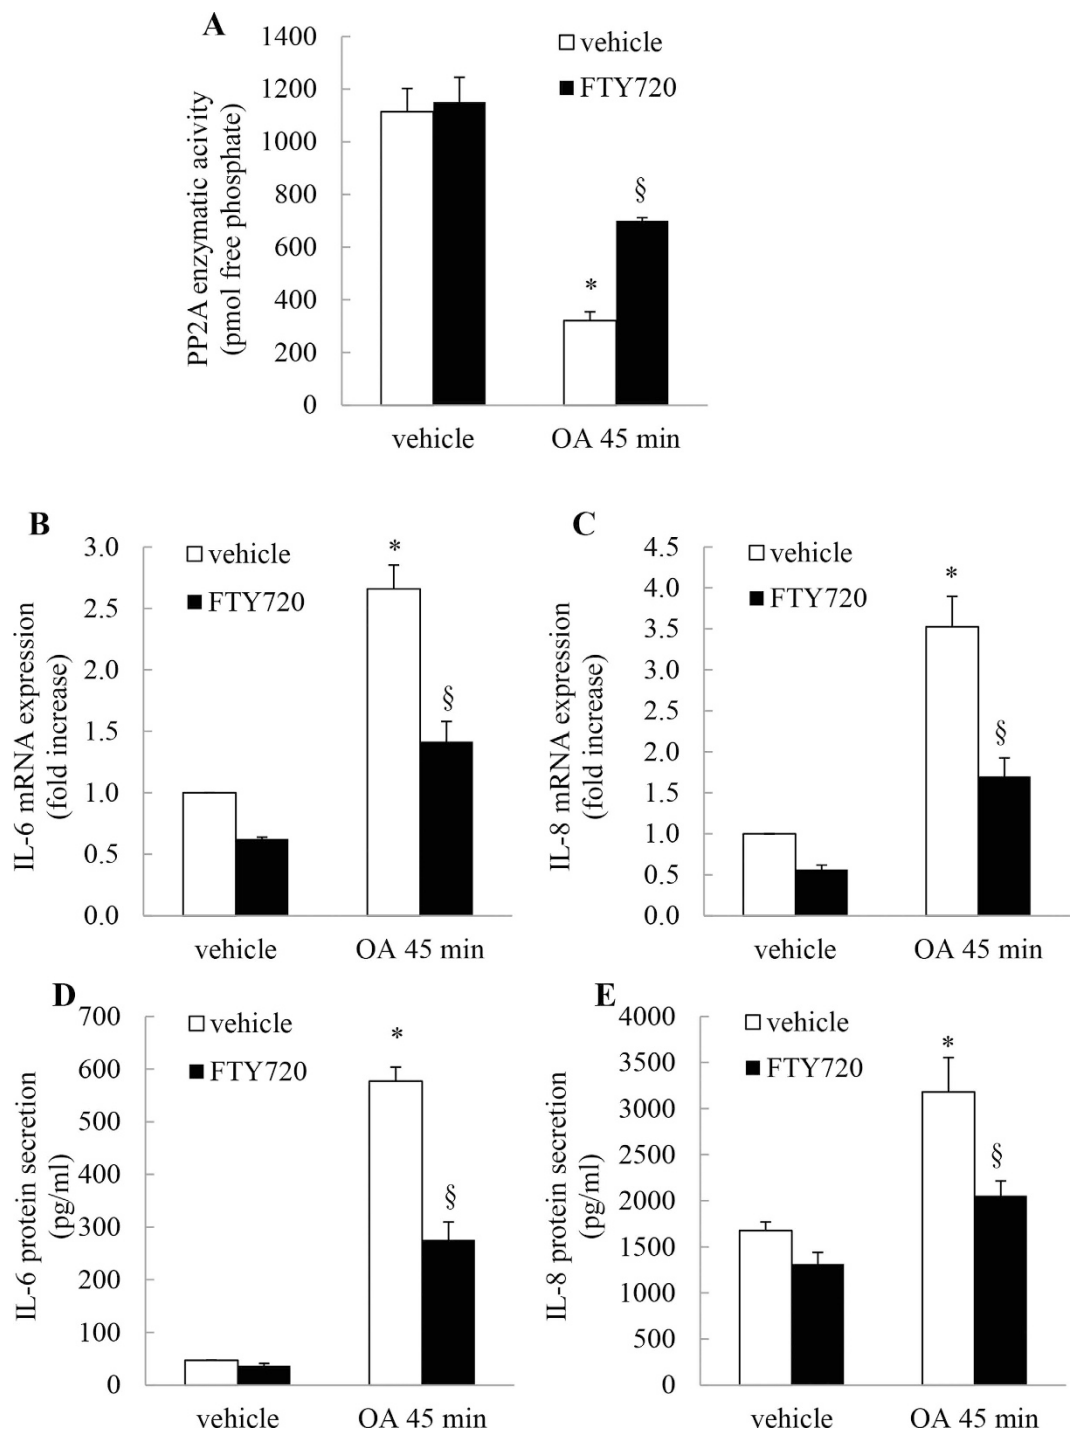 A
1400
1200
1000
800
600
400
200
0
PP2A enzymatic acivity
(pmol free phosphate)
vehicle
FTY720
*
§
vehicle
OA 45 min
B
3.0
2.5
2.0
1.5
1.0
0.5
0.0
IL-6 mRNA expression
(fold increase)
vehicle
FTY720
*
§
vehicle
OA 45 min
C
4.5
4.0
3.5
3.0
2.5
2.0
1.5
1.0
0.5
0.0
IL-8 mRNA expression
(fold increase)
vehicle
FTY720
*
§
vehicle
OA 45 min
D
700
600
500
400
300
200
100
0
IL-6 protein secretion
(pg/ml)
vehicle
FTY720
*
§
vehicle
OA 45 min
E
4000
3500
3000
2500
2000
1500
1000
500
0
IL-8 protein secretion
(pg/ml)
vehicle
FTY720
*
§
vehicle
OA 45 min